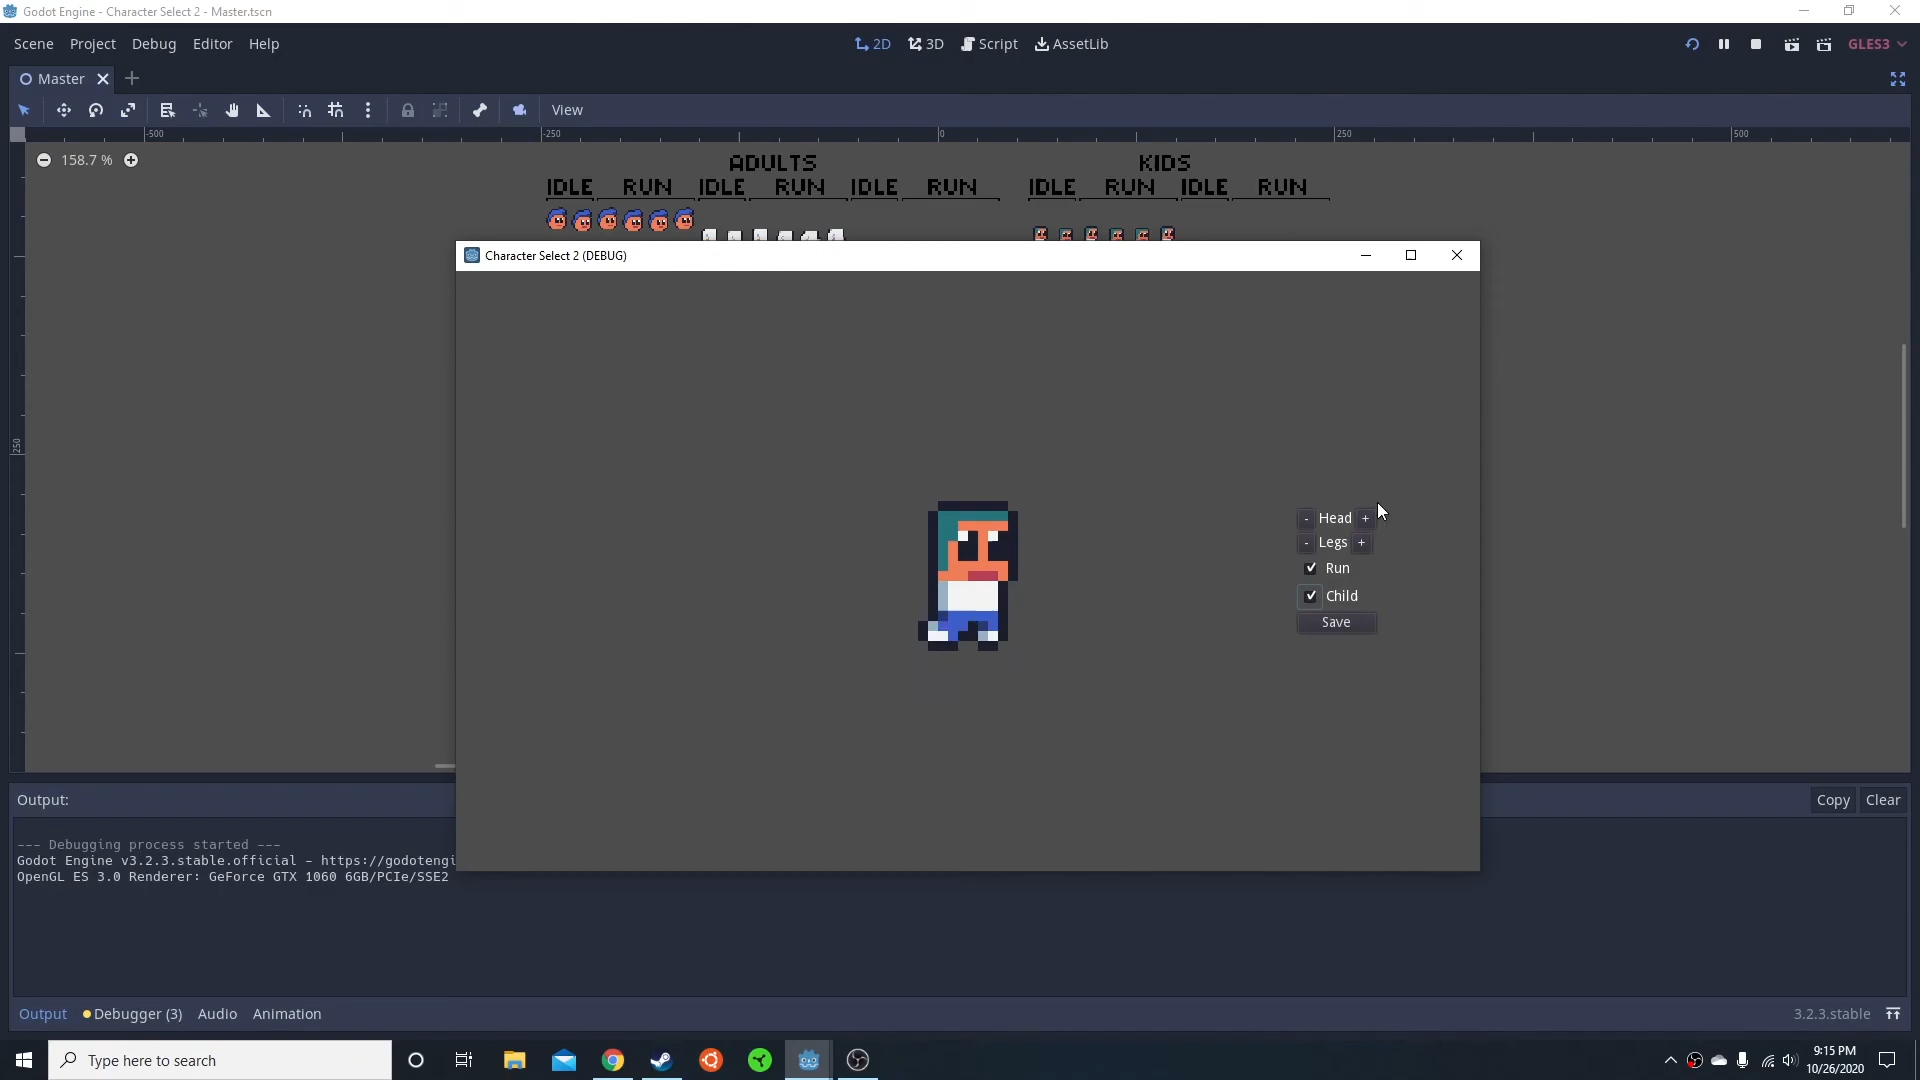 Godot Engine - Character Select 2 - Master.tscn
Scene Project Debug Editor Help 2D 3D Script AssetLib GLES3
Master
View
-500 -250 0 250 500
158.7 %
ADULTS KIDS
IDLE RUN IDLE RUN IDLE RUN IDLE RUN IDLE RUN
Character Select 2 (DEBUG)
250
- Head +
- Legs +
Run
Child
Save
Output: Copy Clear
--- Debugging process started ---
Godot Engine v3.2.3.stable.official - https://godotengi
OpenGL ES 3.0 Renderer: GeForce GTX 1060 6GB/PCIe/SSE2
Output Debugger (3) Audio Animation 3.2.3.stable
Type here to search
9:15 PM
10/26/2020